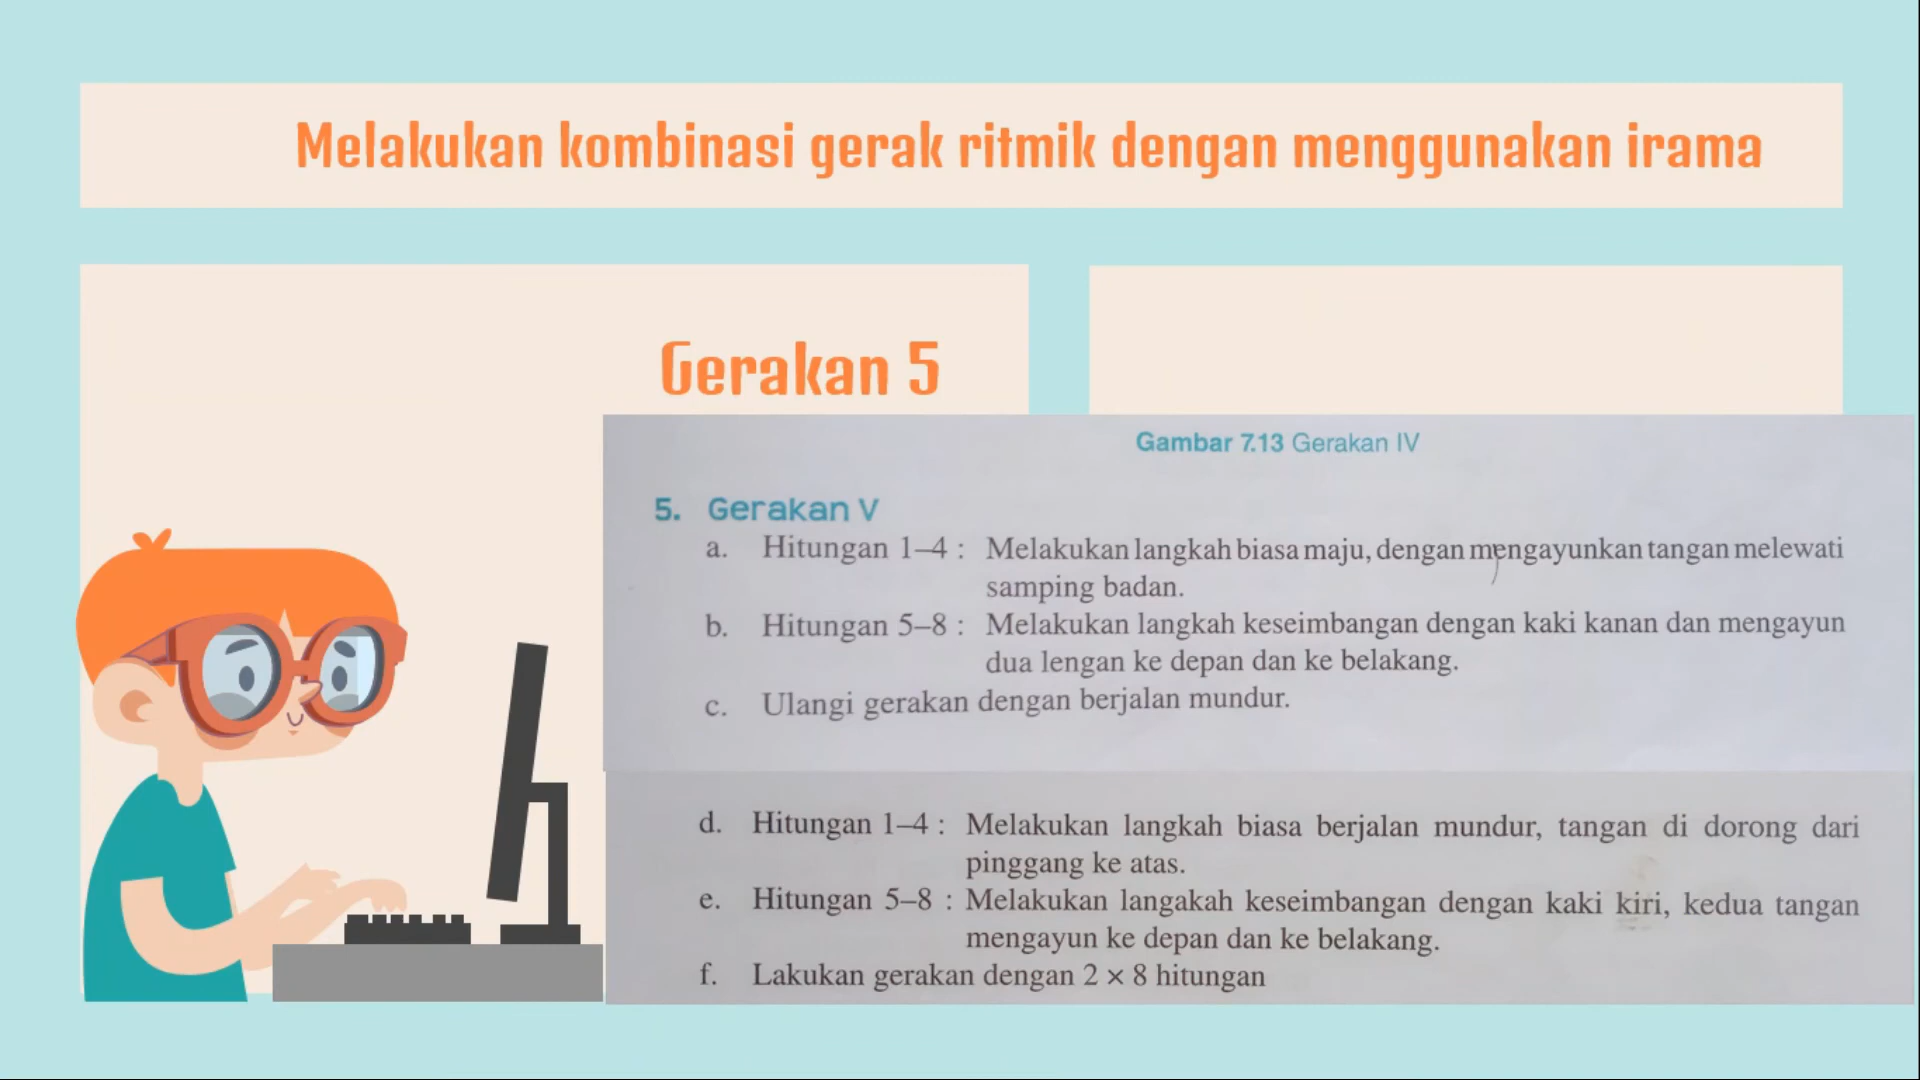 Melakukan kombinasi gerak ritmik dengan menggunakan irama
Gerakan 5
Gambar 7.13 Gerakan IV
5. Gerakan V
a. Hitungan 1–4 : Melakukan langkah biasa maju, dengan mengayunkan tangan melewati
samping badan.
b. Hitungan 5–8 : Melakukan langkah keseimbangan dengan kaki kanan dan mengayun
dua lengan ke depan dan ke belakang.
c. Ulangi gerakan dengan berjalan mundur.
d. Hitungan 1–4 : Melakukan langkah biasa berjalan mundur, tangan di dorong dari
pinggang ke atas.
e. Hitungan 5–8 : Melakukan langakah keseimbangan dengan kaki kiri, kedua tangan
mengayun ke depan dan ke belakang.
f. Lakukan gerakan dengan 2 × 8 hitungan